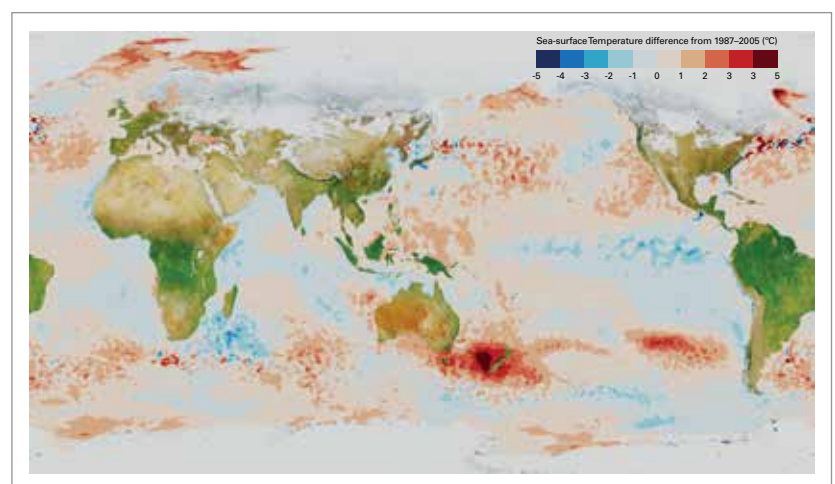 Sea-surface Temperature difference from 1987–2005 (°C)
-5 -4 -3 -2 -1 0 1 2 3 3 5